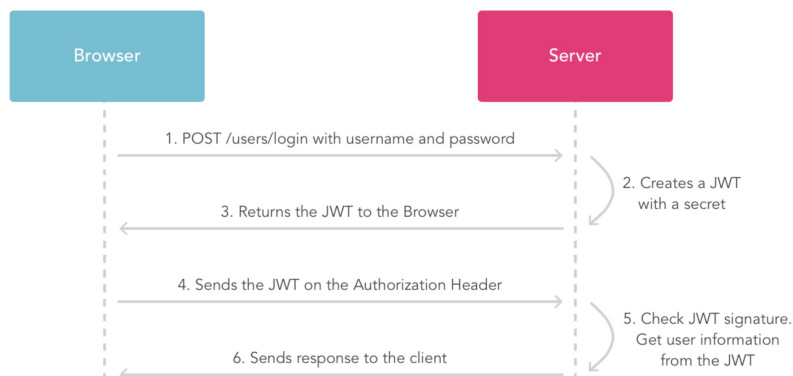 Browser
Server
1. POST /users/login with username and password
2. Creates a JWT
with a secret
3. Returns the JWT to the Browser
4. Sends the JWT on the Authorization Header
5. Check JWT signature.
Get user information
from the JWT
6. Sends response to the client